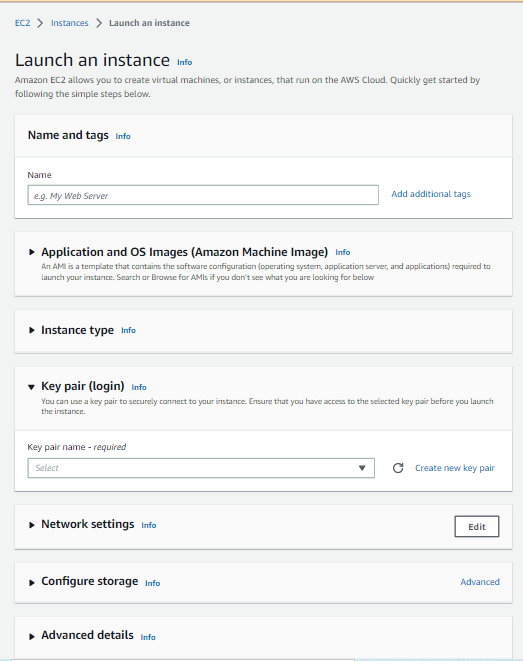 EC2 > Instances > Launch an instance
Launch an instance Info
Amazon EC2 allows you to create virtual machines, or instances, that run on the AWS Cloud. Quickly get started by
following the simple steps below.
Name and tags Info
Name
e.g. My Web Server
Add additional tags
Application and OS Images (Amazon Machine Image) Info
An AMI is a template that contains the software configuration (operating system, application server, and applications) required to
launch your instance. Search or Browse for AMIs if you don't see what you are looking for below
Instance type Info
Key pair (login) Info
You can use a key pair to securely connect to your instance. Ensure that you have access to the selected key pair before you launch
the instance.
Key pair name - required
Select
Create new key pair
Network settings Info
Edit
Configure storage Info
Advanced
Advanced details Info